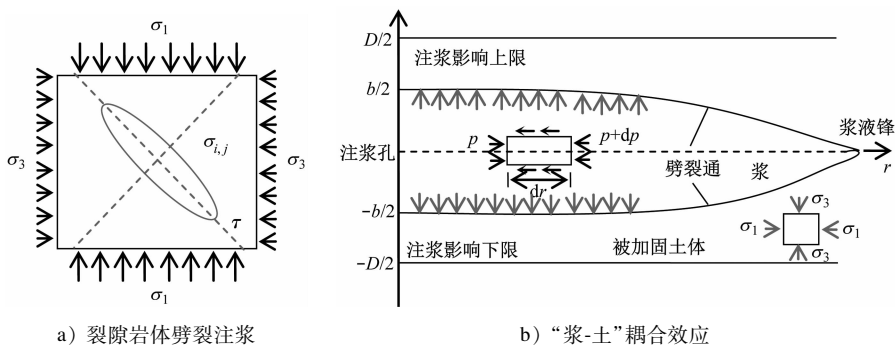 σ1
σ3
σi,j
σ3
τ
σ1
a) 裂隙岩体劈裂注浆
D/2
注浆影响上限
b/2
p
p+dp
浆液锋
注浆孔
劈裂通
浆
r
dr
-b/2
σ3
σ1
σ1
注浆影响下限
被加固土体
σ3
-D/2
b) “浆-土”耦合效应